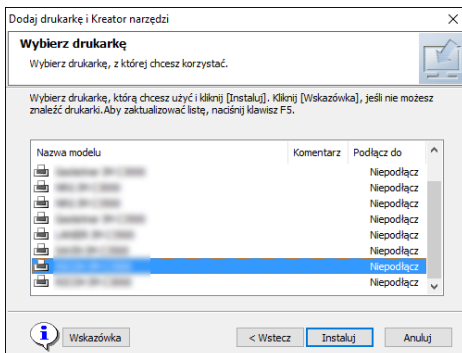 Dodaj drukarkę i Kreator narzędzi
Wybierz drukarkę
Wybierz drukarkę, z której chcesz korzystać.
Wybierz drukarkę, którą chcesz użyć i kliknij [Instaluj]. Kliknij [Wskazówka], jeśli nie możesz
znaleźć drukarki.Aby zaktualizować listę, naciśnij klawisz F5.
Nazwa modelu Komentarz Podłącz do
Niepodłącz
Niepodłącz
Niepodłącz
Niepodłącz
Niepodłącz
Niepodłącz
Niepodłącz
Niepodłącz
Wskazówka < Wstecz Instaluj Anuluj